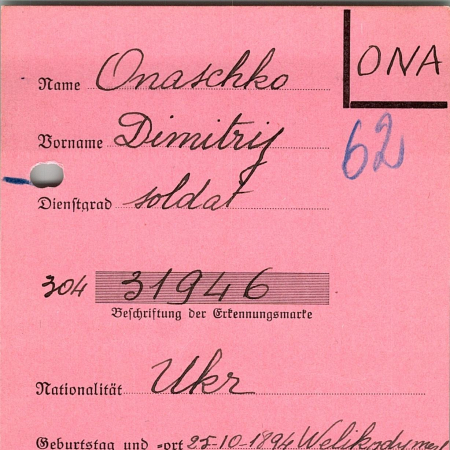 Name Onaschko ONA
Vorname Dimitrij 62
Dienstgrad soldat
304 31946
Beschriftung der Erkennungsmarke
Nationalität Ukr
Geburtstag und -ort 25-10-1894